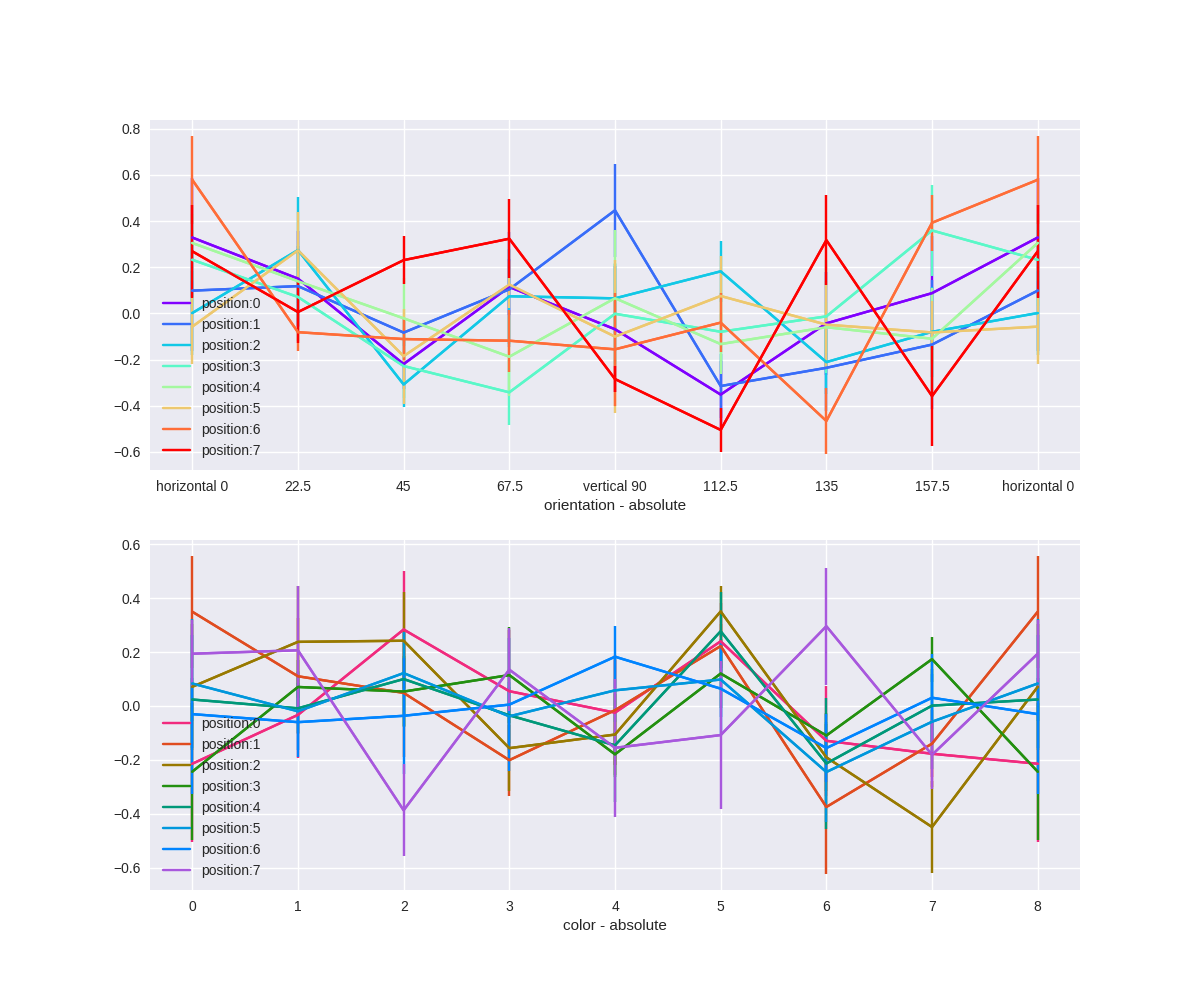 0.8
0.6
0.4
0.2
0.0
−0.2
−0.4
−0.6
position:0
position:1
position:2
position:3
position:4
position:5
position:6
position:7
horizontal 0 22.5 45 67.5 vertical 90 112.5 135 157.5 horizontal 0
orientation - absolute
0.6
0.4
0.2
0.0
−0.2
−0.4
−0.6
position:0
position:1
position:2
position:3
position:4
position:5
position:6
position:7
0 1 2 3 4 5 6 7 8
color - absolute